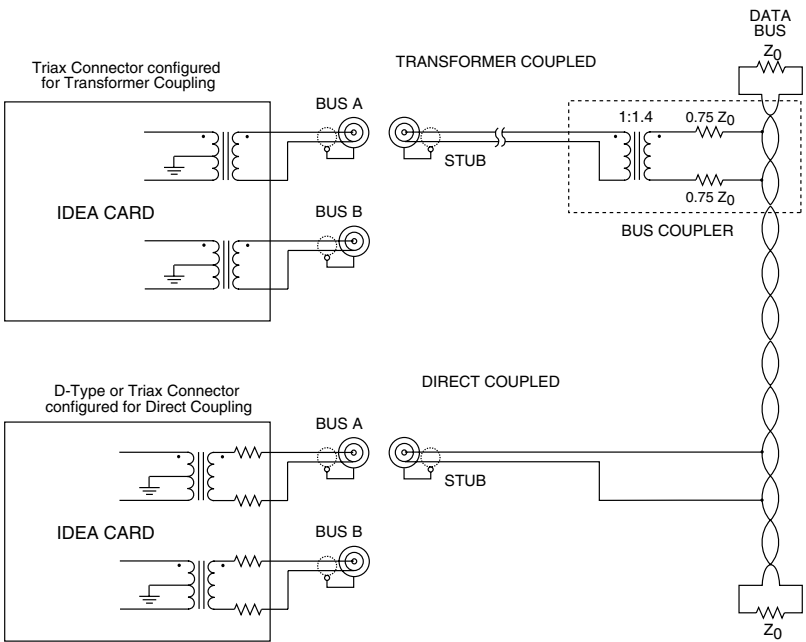 DATA
BUS
Z0
TRANSFORMER COUPLED
Triax Connector configured
for Transformer Coupling
BUS A
1:1.4
0.75 Z0
STUB
0.75 Z0
IDEA CARD
BUS B
BUS COUPLER
DIRECT COUPLED
D-Type or Triax Connector
configured for Direct Coupling
BUS A
STUB
IDEA CARD
BUS B
Z0